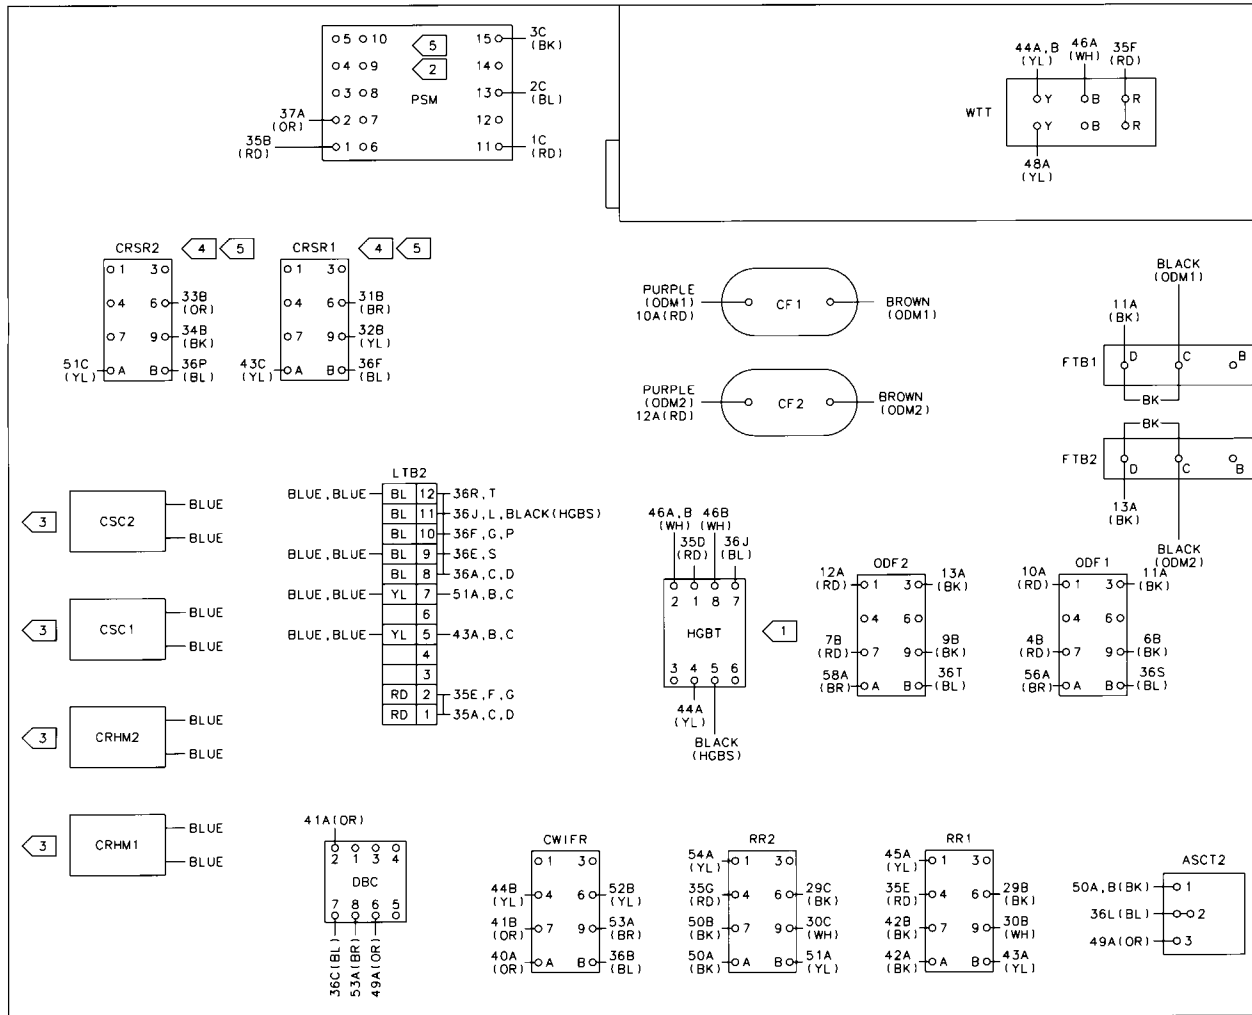 3C
(BK)
5 10 5 15
4 9 2 14
2C
(BL)
3 8 PSM 13
37A
(OR)
2 7 12
35B
(RD)
1 6 11
1C
(RD)
44A,B
(YL)
46A
(WH)
35F
(RD)
WTT
Y B R
Y B R
48A
(YL)
CRSR2 4 5
1 3
4 6
33B
(OR)
7 9
34B
(BK)
51C
(YL)
A B
36P
(BL)
CRSR1 4 5
1 3
4 6
31B
(BR)
7 9
32B
(YL)
43C
(YL)
A B
36F
(BL)
PURPLE
(ODM1)
10A(RD)
CF1
BROWN
(ODM1)
PURPLE
(ODM2)
12A(RD)
CF2
BROWN
(ODM2)
BLACK
(ODM1)
11A
(BK)
FTB1
D C B
BK
BK
FTB2
D C B
13A
(BK)
BLACK
(ODM2)
3 CSC2
BLUE
BLUE
3 CSC1
BLUE
BLUE
3 CRHM2
BLUE
BLUE
3 CRHM1
BLUE
BLUE
LTB2
BLUE,BLUE BL 12 36R,T
BL 11 36J,L,BLACK(HGBS)
BL 10 36F,G,P
BLUE,BLUE BL 9 36E,S
BL 8 36A,C,D
BLUE,BLUE YL 7 51A,B,C
6
BLUE,BLUE YL 5 43A,B,C
4
3
RD 2 35E,F,G
RD 1 35A,C,D
46A,B
(WH)
46B
(WH)
35D
(RD)
36J
(BL)
2 1 8 7
HGBT 1
3 4 5 6
44A
(YL)
BLACK
(HGBS)
ODF2
12A
(RD)
1 3
13A
(BK)
4 6
7B
(RD)
7 9
9B
(BK)
58A
(BR)
A B
36T
(BL)
ODF1
10A
(RD)
1 3
11A
(BK)
4 6
4B
(RD)
7 9
6B
(BK)
56A
(BR)
A B
36S
(BL)
41A(OR)
2 1 3 4
DBC
7 8 6 5
36C(BL)
53A(BR)
49A(OR)
CWIFR
1 3
44B
(YL)
4 6
52B
(YL)
41B
(OR)
7 9
53A
(BR)
40A
(OR)
A B
36B
(BL)
RR2
54A
(YL)
1 3
35G
(RD)
4 6
29C
(BK)
50B
(BK)
7 9
30C
(WH)
50A
(BK)
A B
51A
(YL)
RR1
45A
(YL)
1 3
35E
(RD)
4 6
29B
(BK)
42B
(BK)
7 9
30B
(WH)
42A
(BK)
A B
43A
(YL)
ASCT2
50A,B(BK) 1
36L(BL) 2
49A(OR) 3